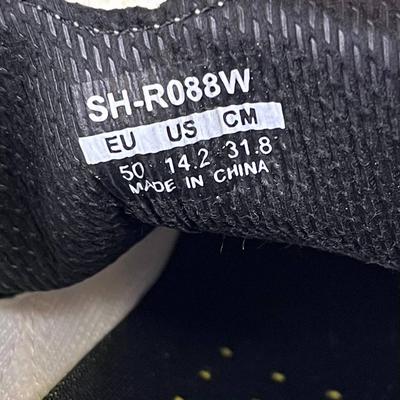 SH-R088W
EU US CM
50 14.2 31.8
MADE IN CHINA